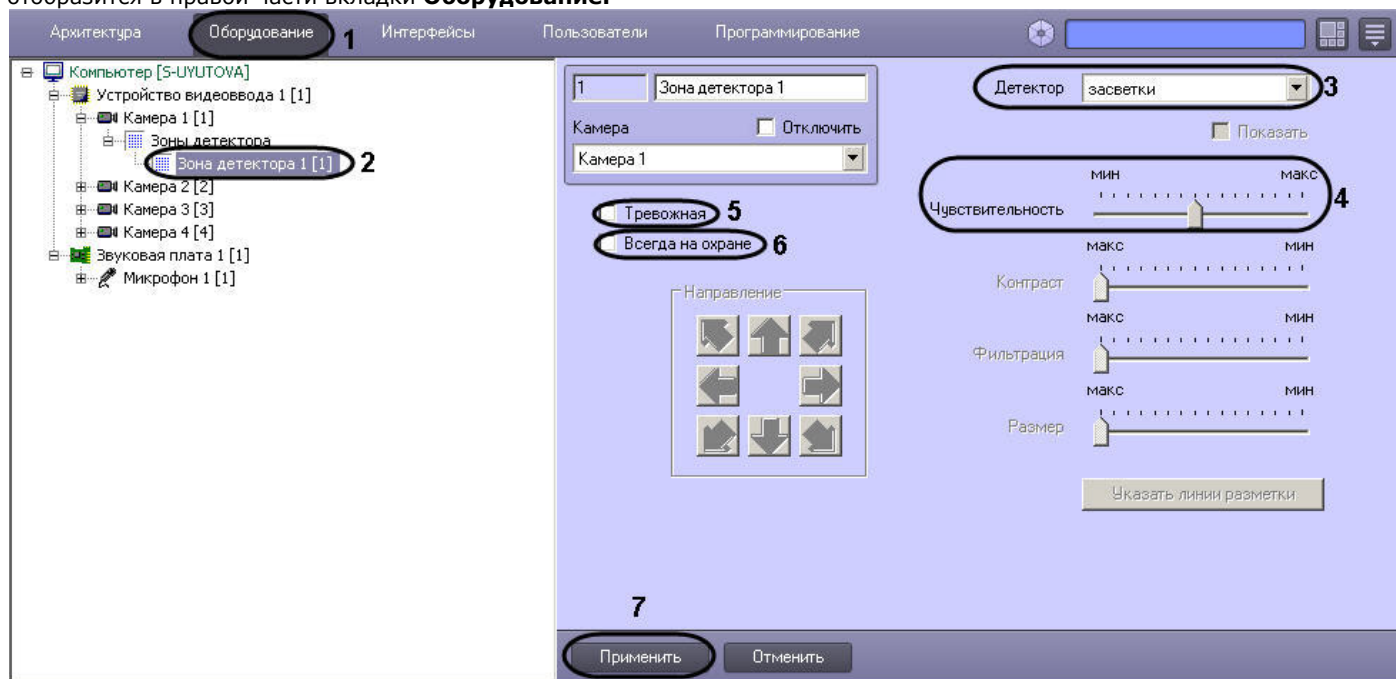 отобразится в правой части вкладки Оборудование.
Архитектура Оборудование 1 Интерфейсы Пользователи Программирование
Компьютер [S-UYUTOVA]
Устройство видеоввода 1 [1]
Камера 1 [1]
Зоны детектора
Зона детектора 1 [1] 2
Камера 2 [2]
Камера 3 [3]
Камера 4 [4]
Звуковая плата 1 [1]
Микрофон 1 [1]
1 Зона детектора 1
Камера Отключить
Камера 1
Тревожная 5
Всегда на охране 6
Направление
Детектор засветки 3
Показать
мин макс
Чувствительность 4
макс мин
Контраст
макс мин
Фильтрация
макс мин
Размер
Указать линии разметки
7
Применить Отменить